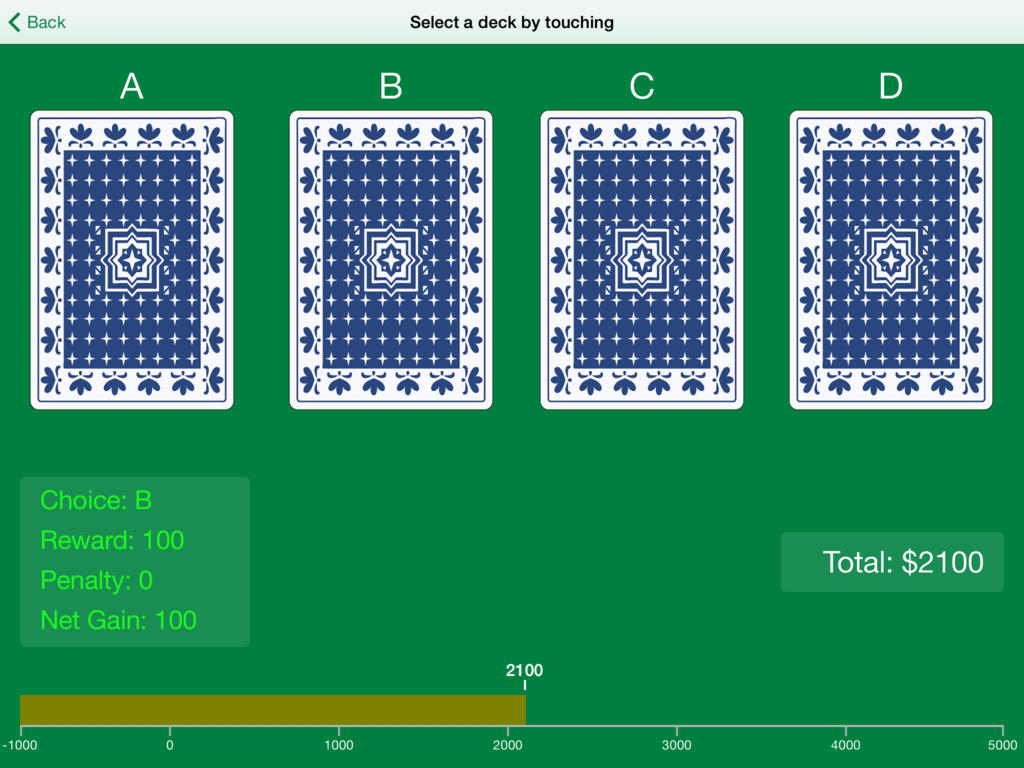 Back
Select a deck by touching
A
B
C
D
Choice: B
Reward: 100
Penalty: 0
Net Gain: 100
Total: $2100
2100
-1000 0 1000 2000 3000 4000 5000